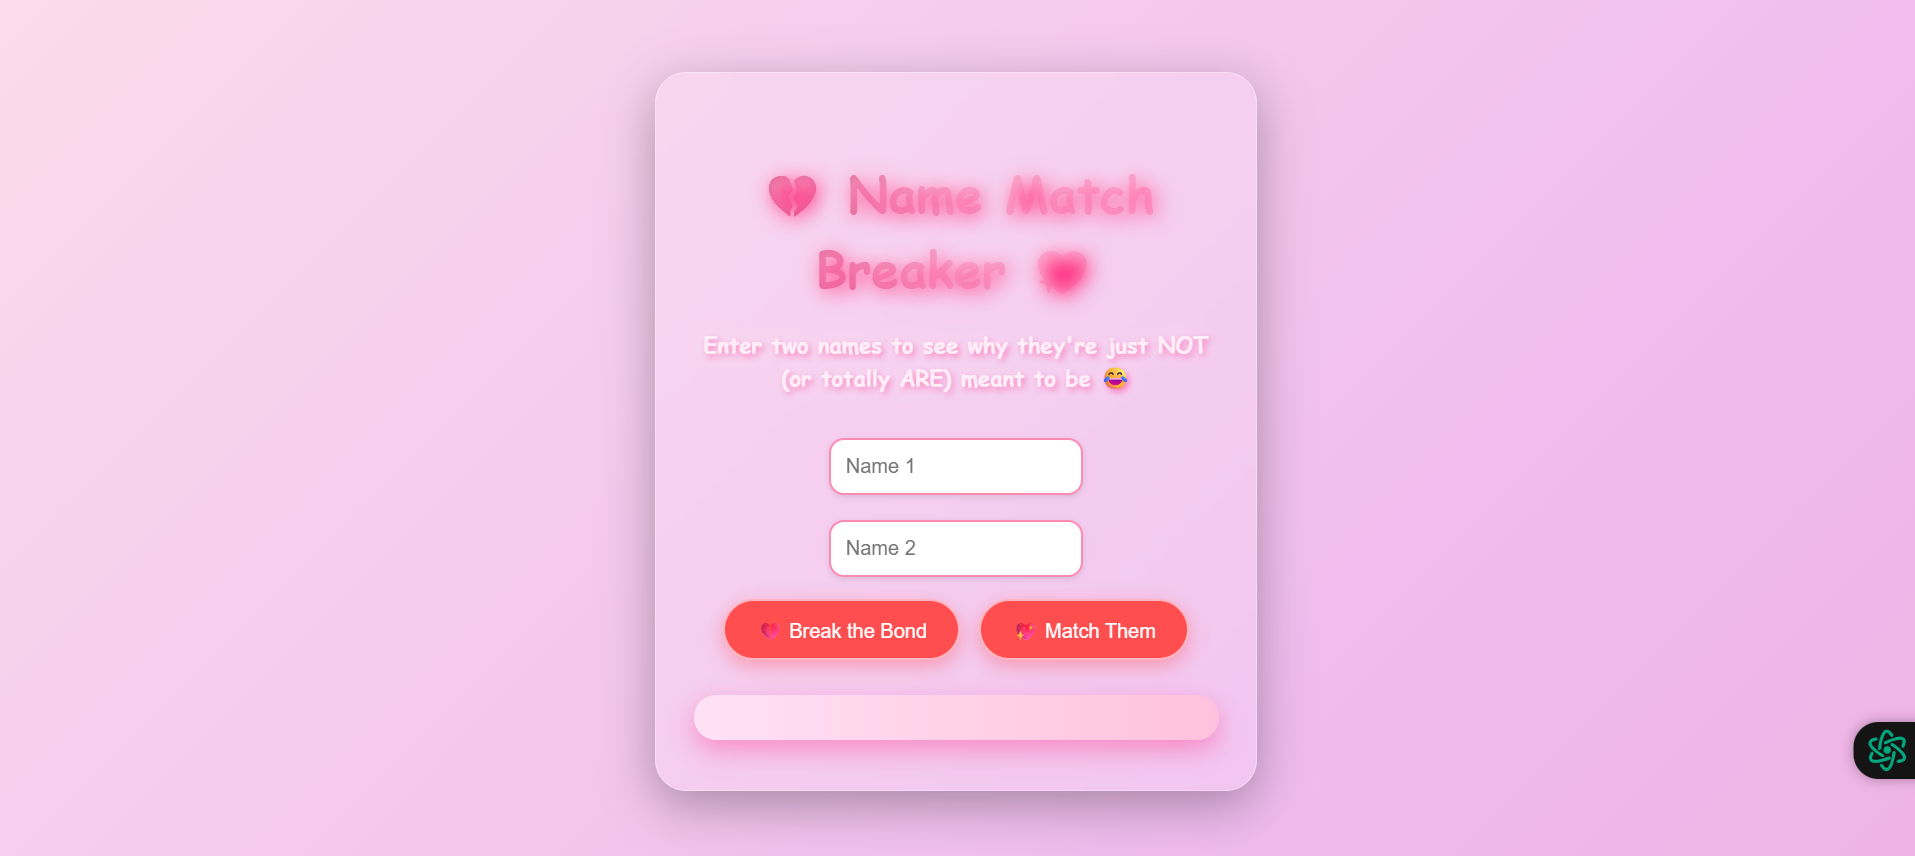 💔 Name Match
Breaker 💘
Enter two names to see why they're just NOT
(or totally ARE) meant to be 😂
Name 1
Name 2
💔 Break the Bond
💖 Match Them